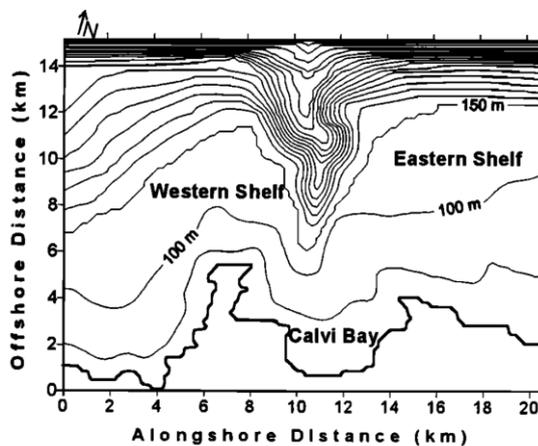 N
14
12
10
8
6
4
2
0
Offshore Distance (km)
150 m
Eastern Shelf
Western Shelf
100 m
100 m
Calvi Bay
0 2 4 6 8 10 12 14 16 18 20
Alongshore Distance (km)